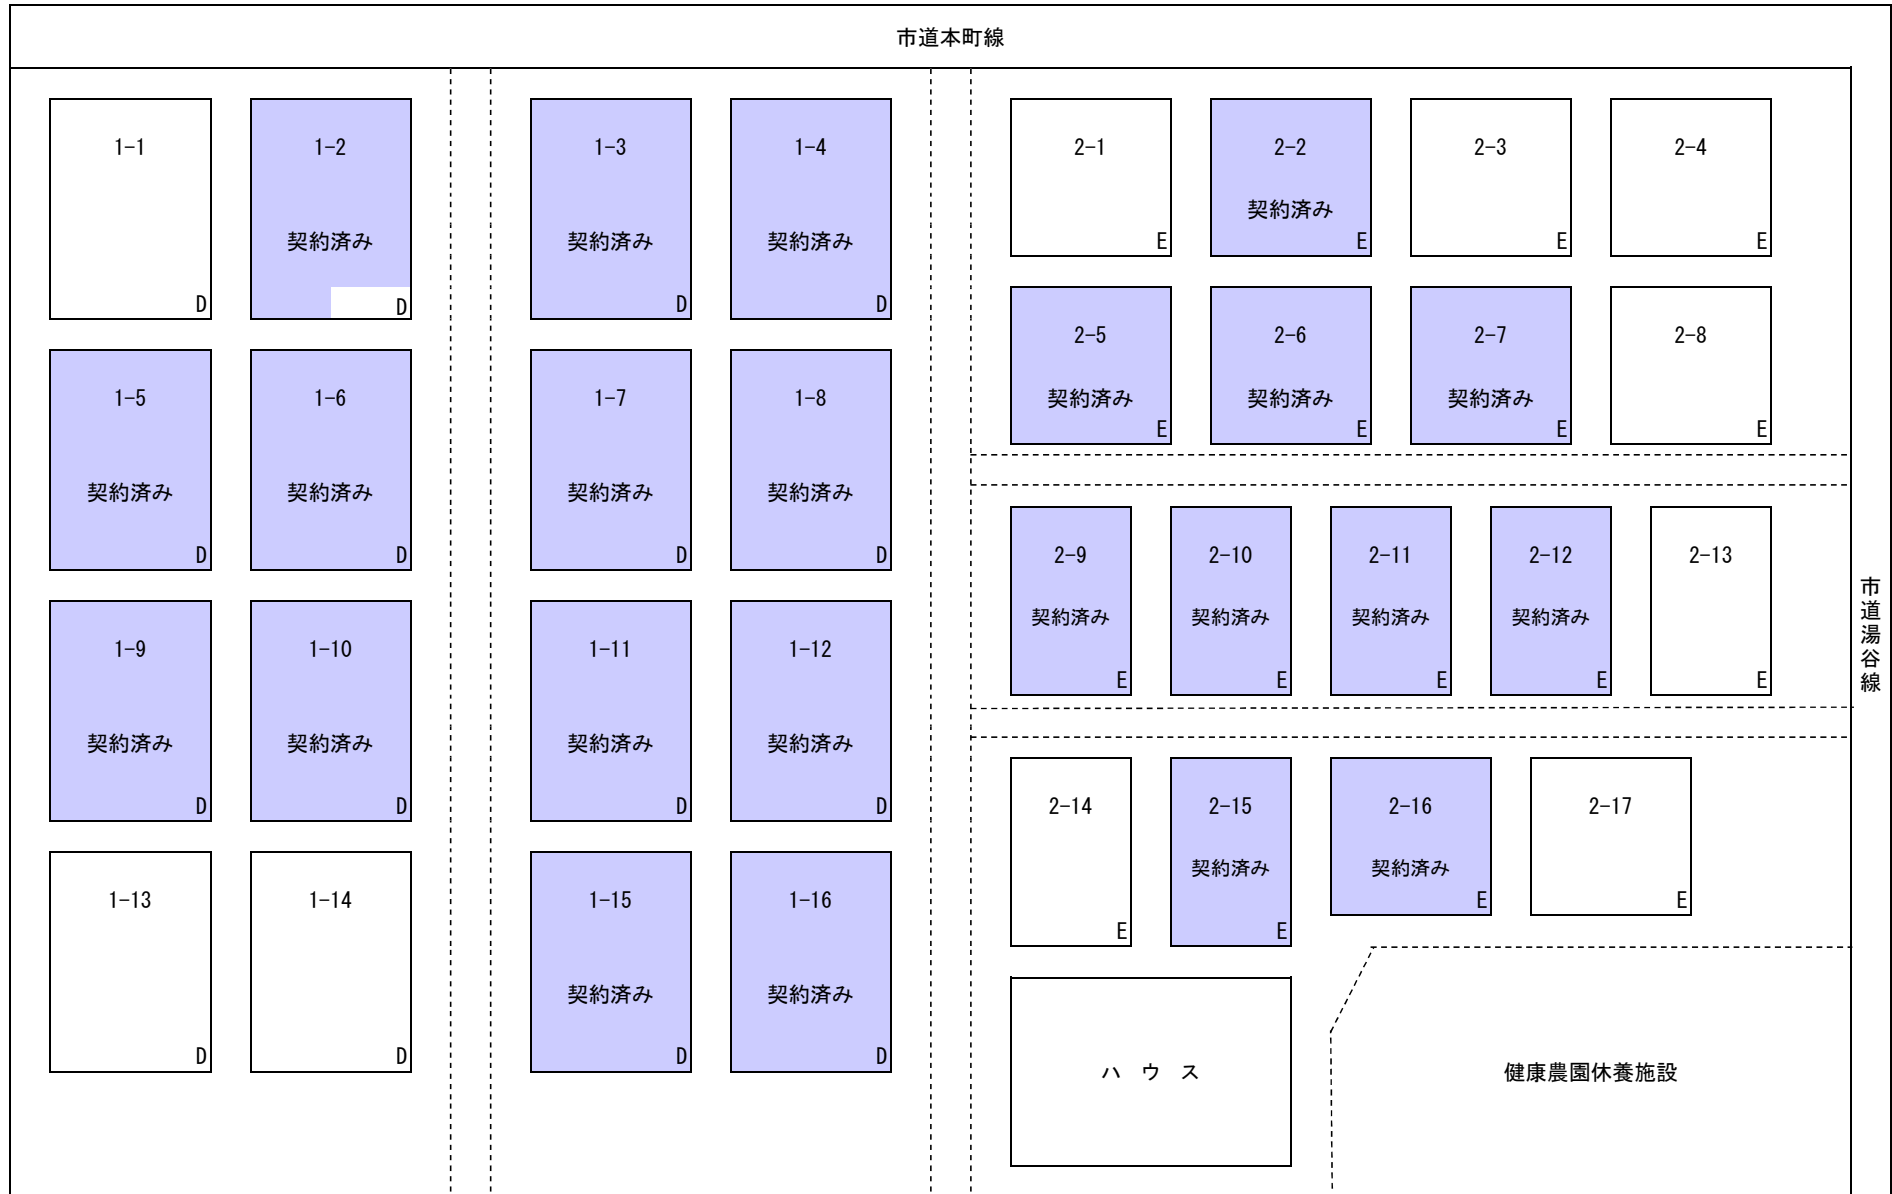 市道本町線
1-1
D
1-2
契約済み
D
1-3
契約済み
D
1-4
契約済み
D
1-5
契約済み
D
1-6
契約済み
D
1-7
契約済み
D
1-8
契約済み
D
1-9
契約済み
D
1-10
契約済み
D
1-11
契約済み
D
1-12
契約済み
D
1-13
D
1-14
D
1-15
契約済み
D
1-16
契約済み
D
2-1
E
2-2
契約済み
E
2-3
E
2-4
E
2-5
契約済み
E
2-6
契約済み
E
2-7
契約済み
E
2-8
E
2-9
契約済み
E
2-10
契約済み
E
2-11
契約済み
E
2-12
契約済み
E
2-13
E
2-14
E
2-15
契約済み
E
2-16
契約済み
E
2-17
E
ハ ウ ス
健康農園休養施設
市道湯谷線